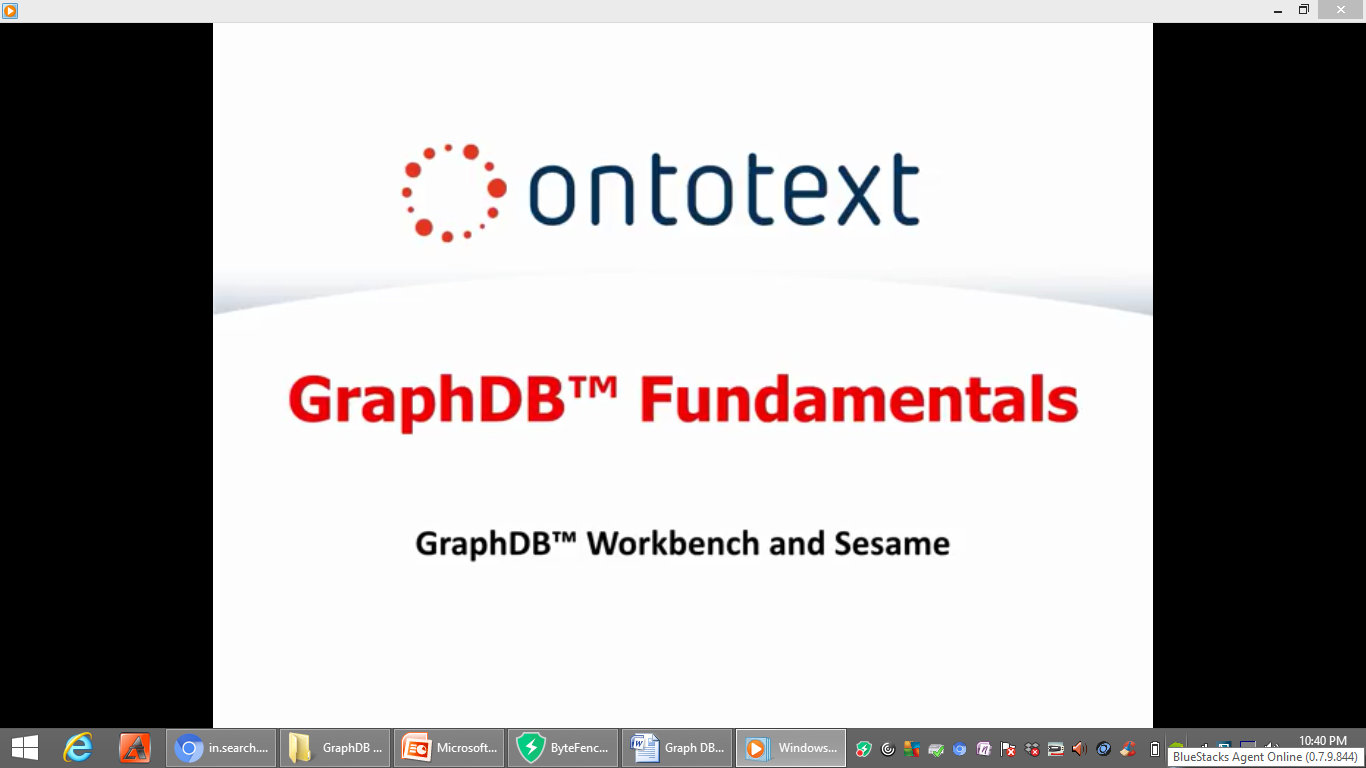 ontotext
GraphDB™ Fundamentals
GraphDB™ Workbench and Sesame
in.search....
GraphDB ...
Microsoft...
ByteFenc...
Graph DB...
Windows...
10:40 PM
BlueStacks Agent Online (0.7.9.844)